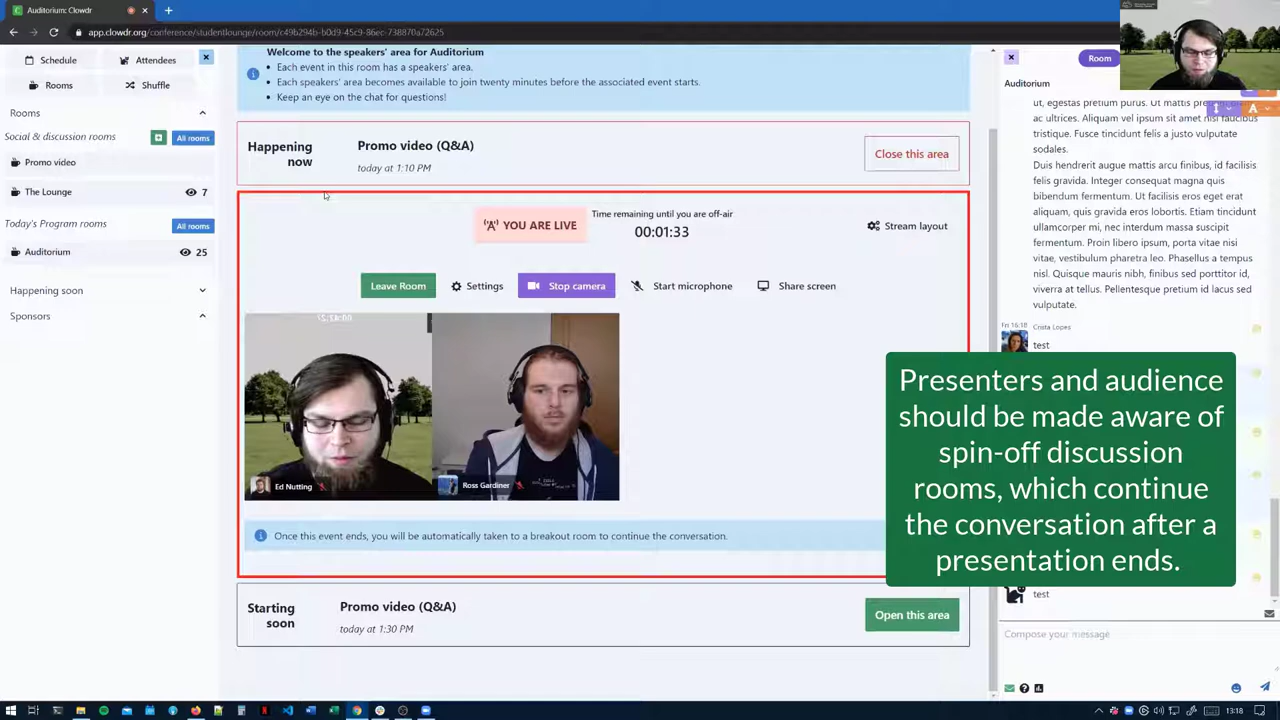 Auditorium: Clowdr
app.clowdr.org/conference/studentlounge/room/c49b294b-b0d9-45c9-86ec-738870a72625
Schedule
Attendees
Rooms
Shuffle
Rooms
Social & discussion rooms
All rooms
Promo video
The Lounge
7
Today's Program rooms
All rooms
Auditorium
25
Happening soon
Sponsors
Welcome to the speakers' area for Auditorium
Each event in this room has a speakers' area.
Each speakers' area becomes available to join twenty minutes before the associated event starts.
Keep an eye on the chat for questions!
Happening now
Promo video (Q&A)
today at 1:10 PM
Close this area
YOU ARE LIVE
Time remaining until you are off-air
00:01:33
Stream layout
Leave Room
Settings
Stop camera
Start microphone
Share screen
Ed Nutting
Ross Gardiner
Once this event ends, you will be automatically taken to a breakout room to continue the conversation.
Starting soon
Promo video (Q&A)
today at 1:30 PM
Open this area
Room
Auditorium
ut, egestas pretium purus. Ut mattis
ac ultrices. Aliquam vel ipsum sit amet nisl faucibus
tristique. Fusce tincidunt felis a justo vulputate
sodales.
Duis hendrerit augue mattis arcu finibus, id facilisis
felis gravida. Integer consequat magna quis
bibendum fermentum. Ut facilisis eros eget erat
aliquam, quis gravida eros lobortis. Etiam tincidunt
ullamcorper mi, nec interdum massa suscipit
fermentum. Proin libero ipsum, porta vitae nisi
vitae, vestibulum pharetra leo. Phasellus a tempus
nisl. Quisque mauris nibh, finibus sed porttitor id,
viverra at tellus. Pellentesque pretium id lacus sed
vulputate.
Fri 16:18
Crista Lopes
test
Presenters and audience
should be made aware of
spin-off discussion
rooms, which continue
the conversation after a
presentation ends.
test
Compose your message
13:18